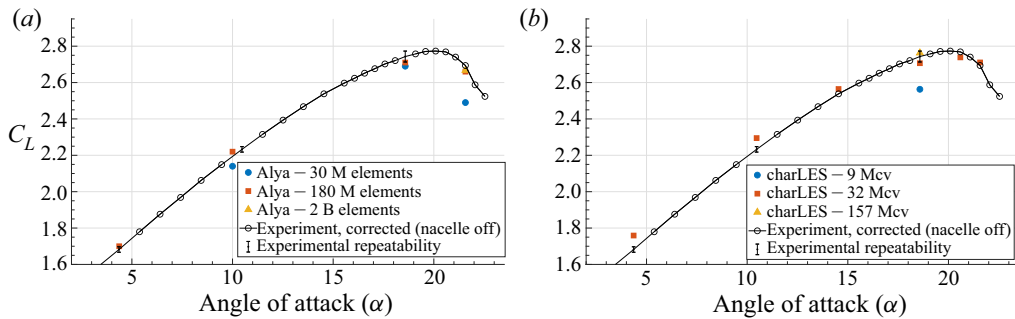 (a)
2.8
2.6
2.4
C_L 2.2
2.0
1.8
1.6
5 10 15 20
Angle of attack (α)
Alya – 30 M elements
Alya – 180 M elements
Alya – 2 B elements
Experiment, corrected (nacelle off)
Experimental repeatability
(b)
2.8
2.6
2.4
2.2
2.0
1.8
1.6
5 10 15 20
Angle of attack (α)
charLES – 9 Mcv
charLES – 32 Mcv
charLES – 157 Mcv
Experiment, corrected (nacelle off)
Experimental repeatability